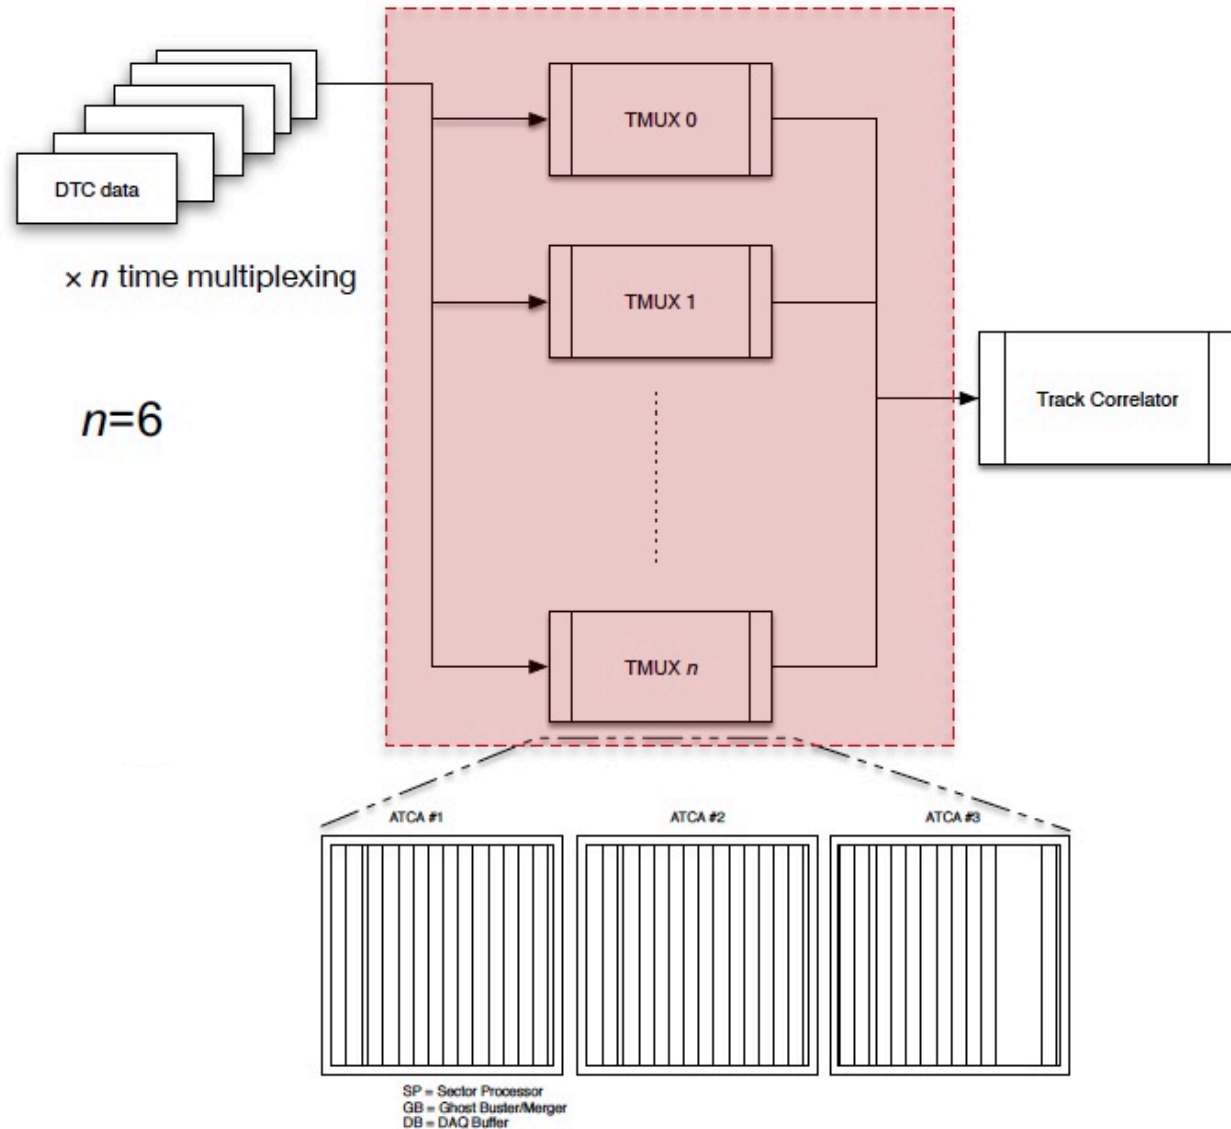 TMUX 0
DTC data
× n time multiplexing
TMUX 1
n=6
Track Correlator
TMUX n
ATCA #1
ATCA #2
ATCA #3
SP = Sector Processor
GB = Ghost Buster/Merger
DB = DAQ Buffer